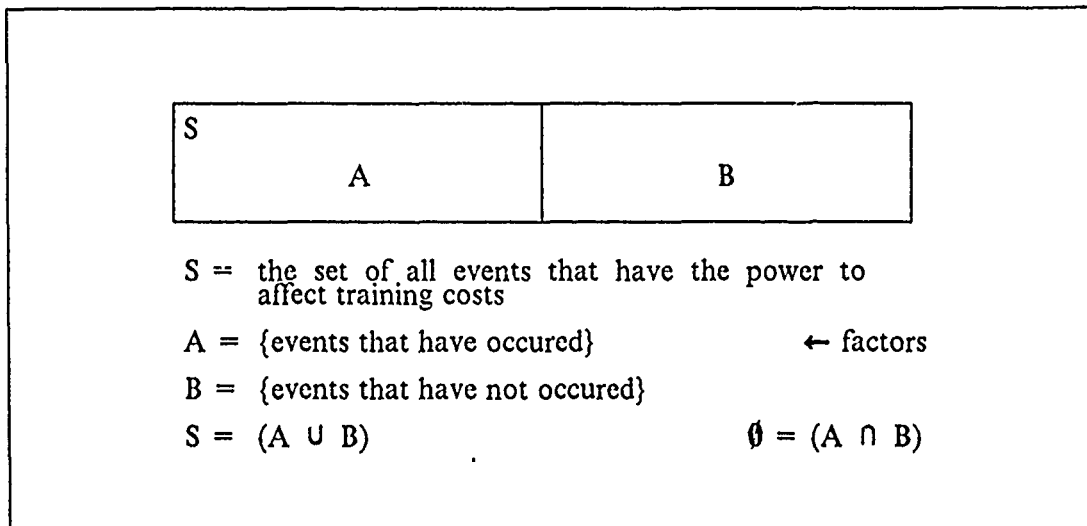 S
A B
S = the set of all events that have the power to
affect training costs
A = {events that have occured} ← factors
B = {events that have not occured}
S = (A ∪ B) ∅ = (A ∩ B)